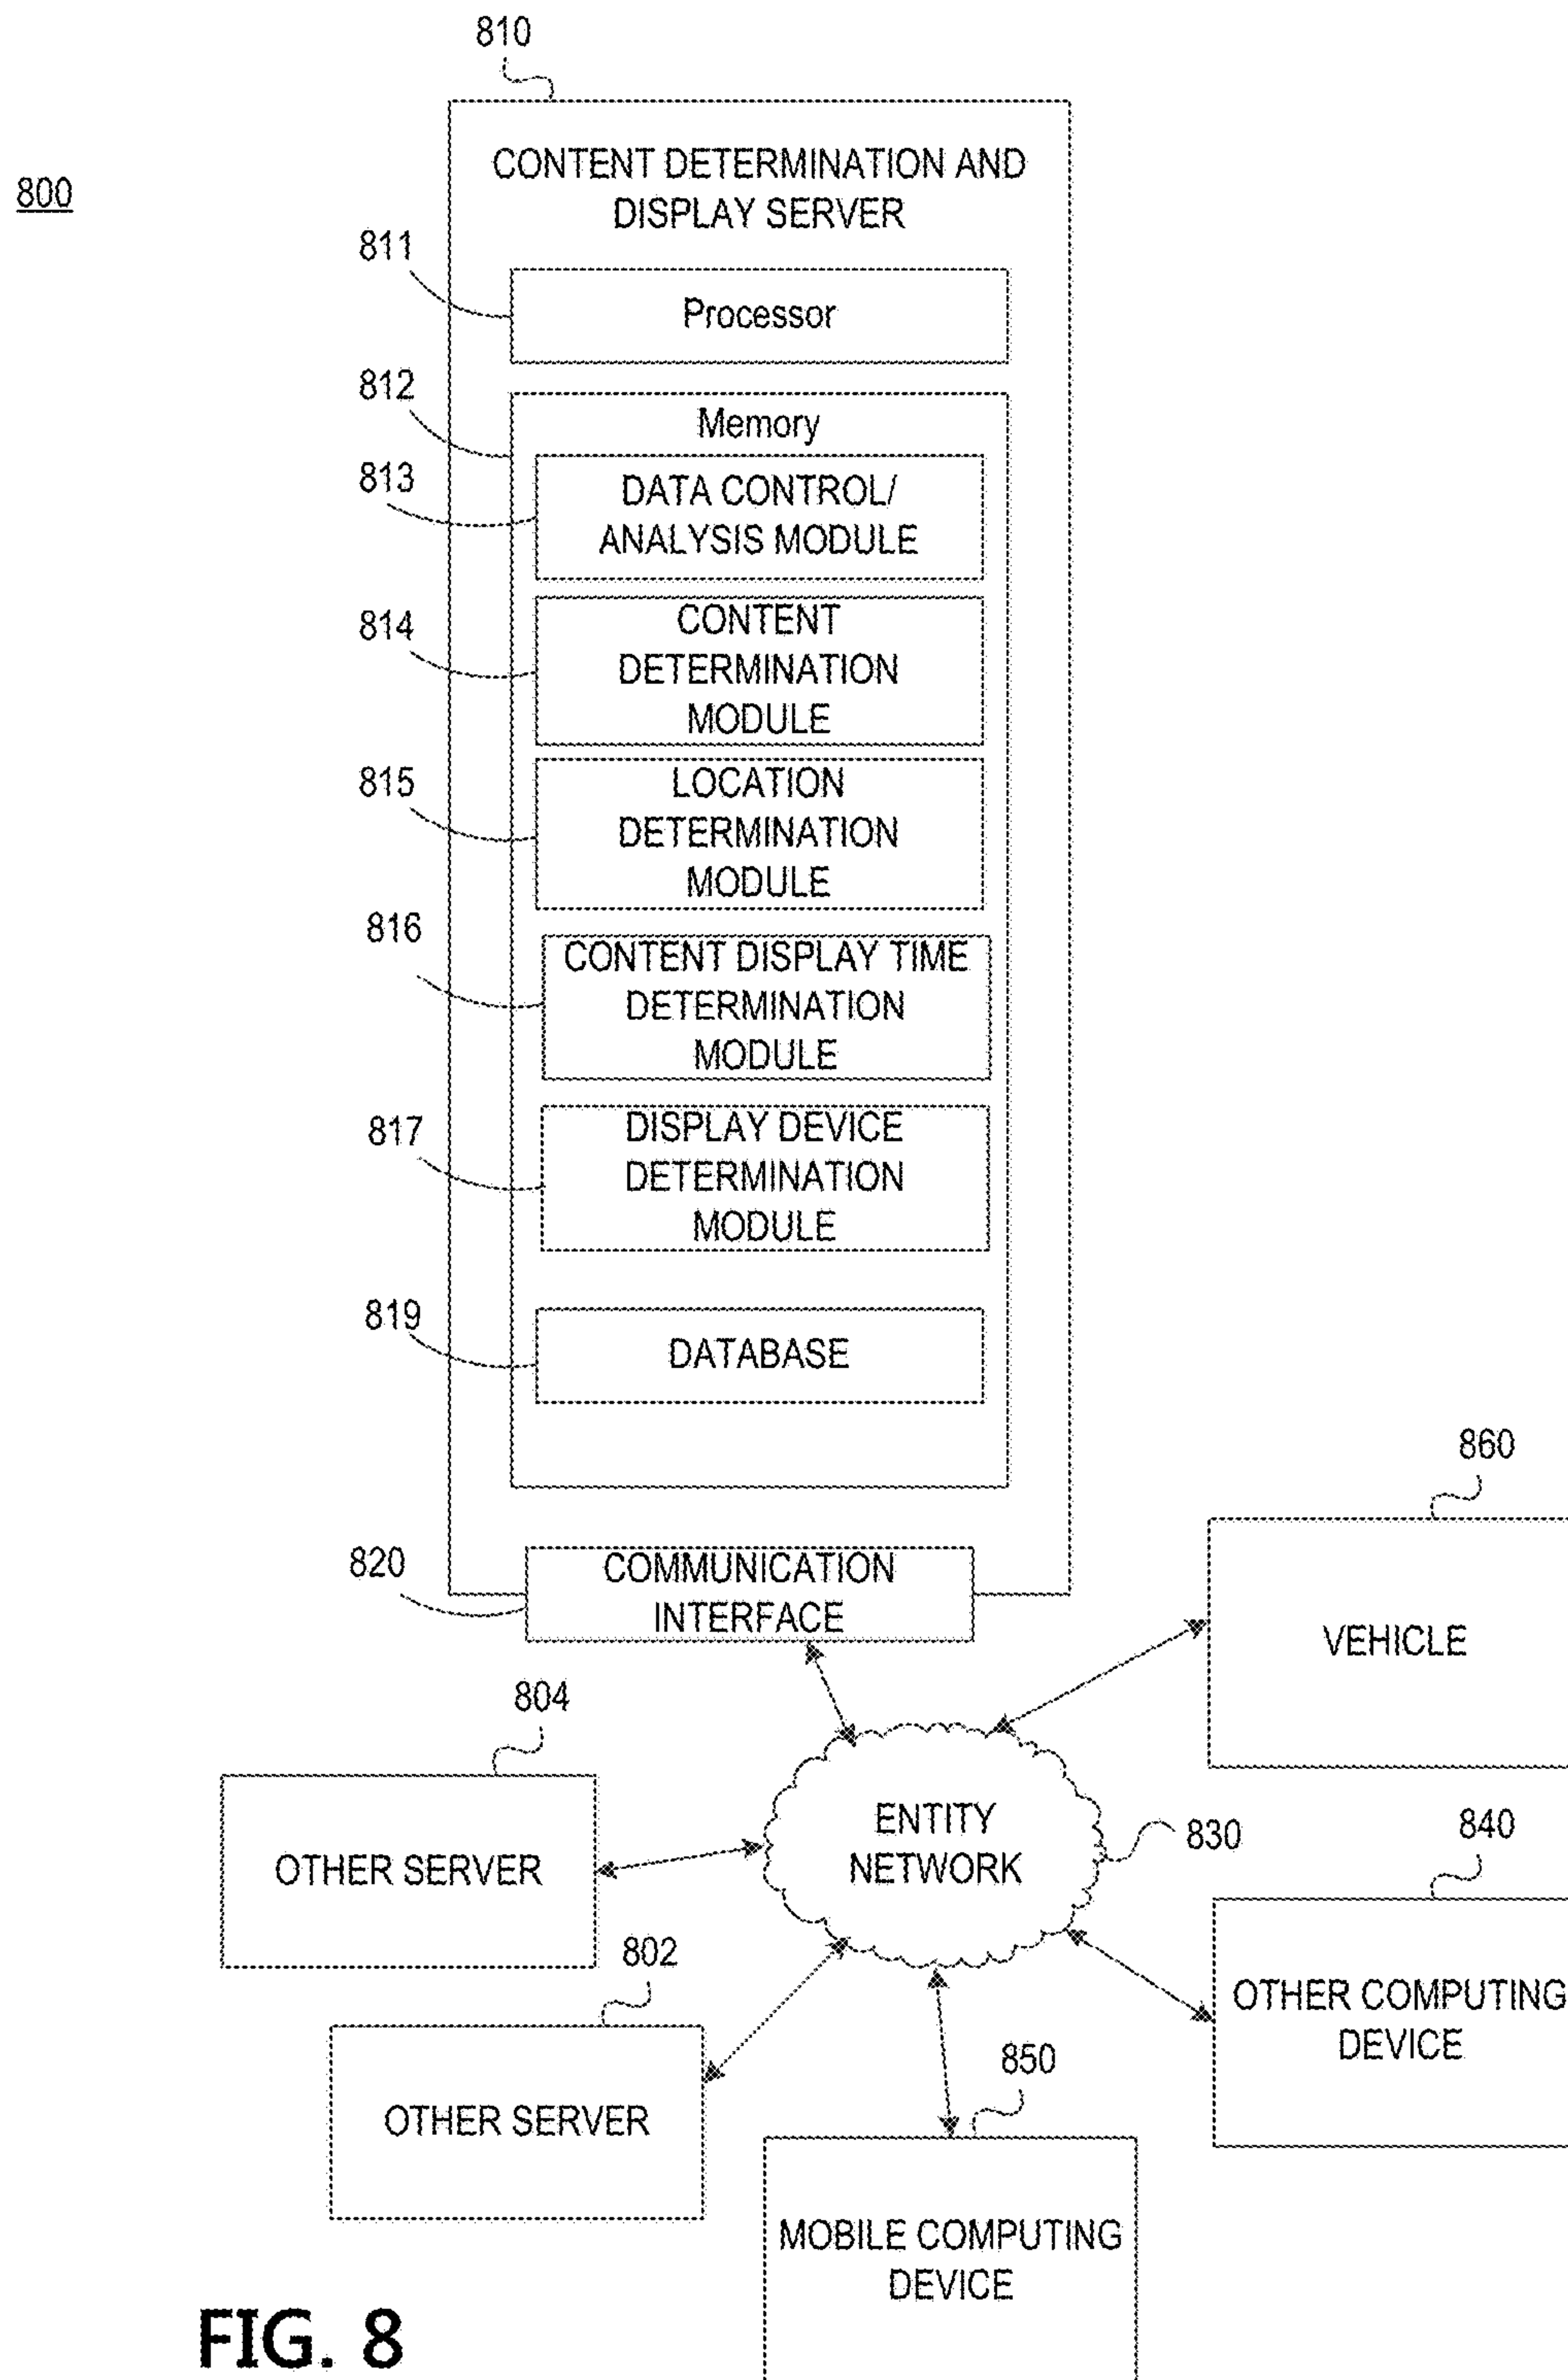 810
800
CONTENT DETERMINATION AND
DISPLAY SERVER
811
Processor
812
Memory
813
DATA CONTROL/
ANALYSIS MODULE
814
CONTENT
DETERMINATION
MODULE
815
LOCATION
DETERMINATION
MODULE
816
CONTENT DISPLAY TIME
DETERMINATION
MODULE
817
DISPLAY DEVICE
DETERMINATION
MODULE
819
DATABASE
820
COMMUNICATION
INTERFACE
860
VEHICLE
804
OTHER SERVER
ENTITY
NETWORK
830
840
OTHER COMPUTING
DEVICE
802
OTHER SERVER
850
MOBILE COMPUTING
DEVICE
FIG. 8